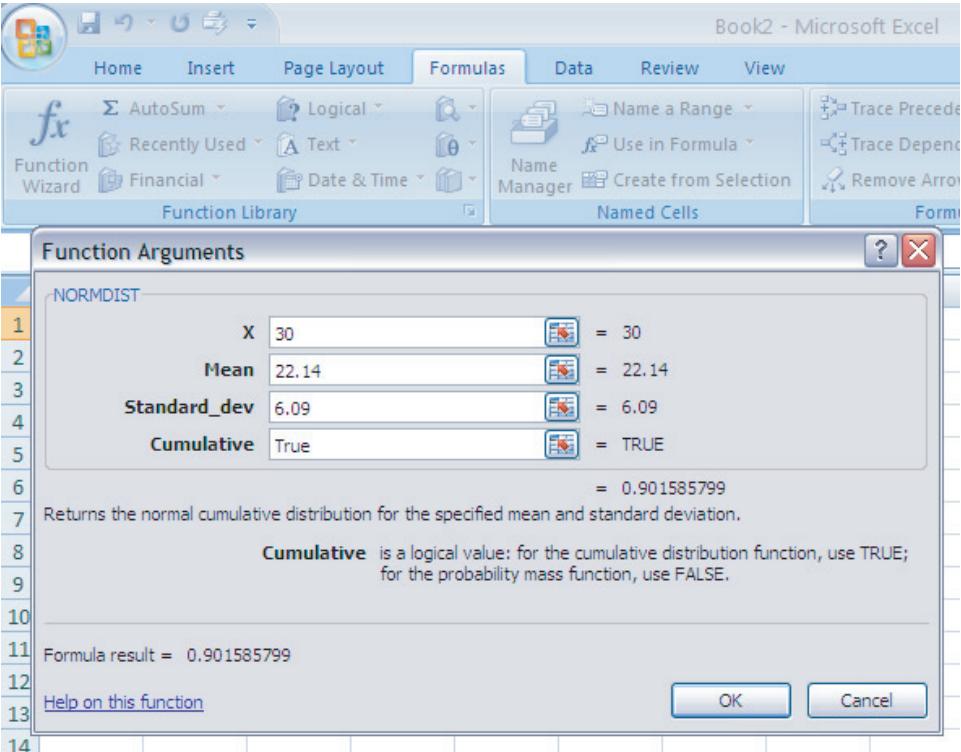 Book2 - Microsoft Excel
Home Insert Page Layout Formulas Data Review View
fx Σ AutoSum Logical Name a Range Trace Precede
Recently Used A Text θ fx Use in Formula Trace Depend
Function Wizard Financial Date & Time Name Manager Create from Selection Remove Arrow
Function Library Named Cells Formu
Function Arguments ?
NORMDIST
1 X 30 = 30
2 Mean 22.14 = 22.14
3
4 Standard_dev 6.09 = 6.09
5 Cumulative True = TRUE
6 = 0.901585799
7 Returns the normal cumulative distribution for the specified mean and standard deviation.
8 Cumulative is a logical value: for the cumulative distribution function, use TRUE;
9 for the probability mass function, use FALSE.
10
11 Formula result = 0.901585799
12
13 Help on this function OK Cancel
14